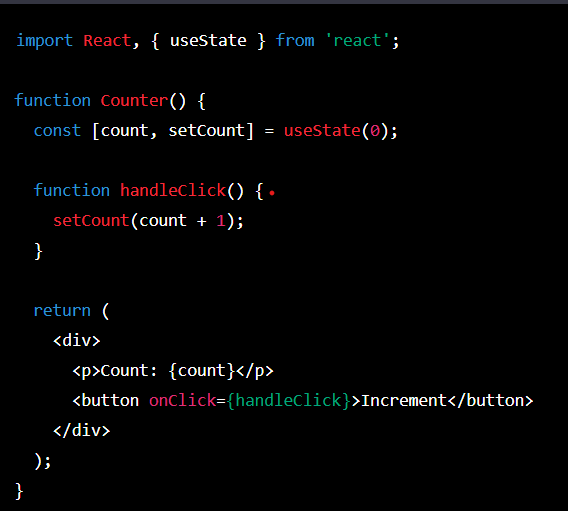 import React, { useState } from 'react';
function Counter() {
const [count, setCount] = useState(0);
function handleClick() {
setCount(count + 1);
}
return (
<div>
<p>Count: {count}</p>
<button onClick={handleClick}>Increment</button>
</div>
);
}